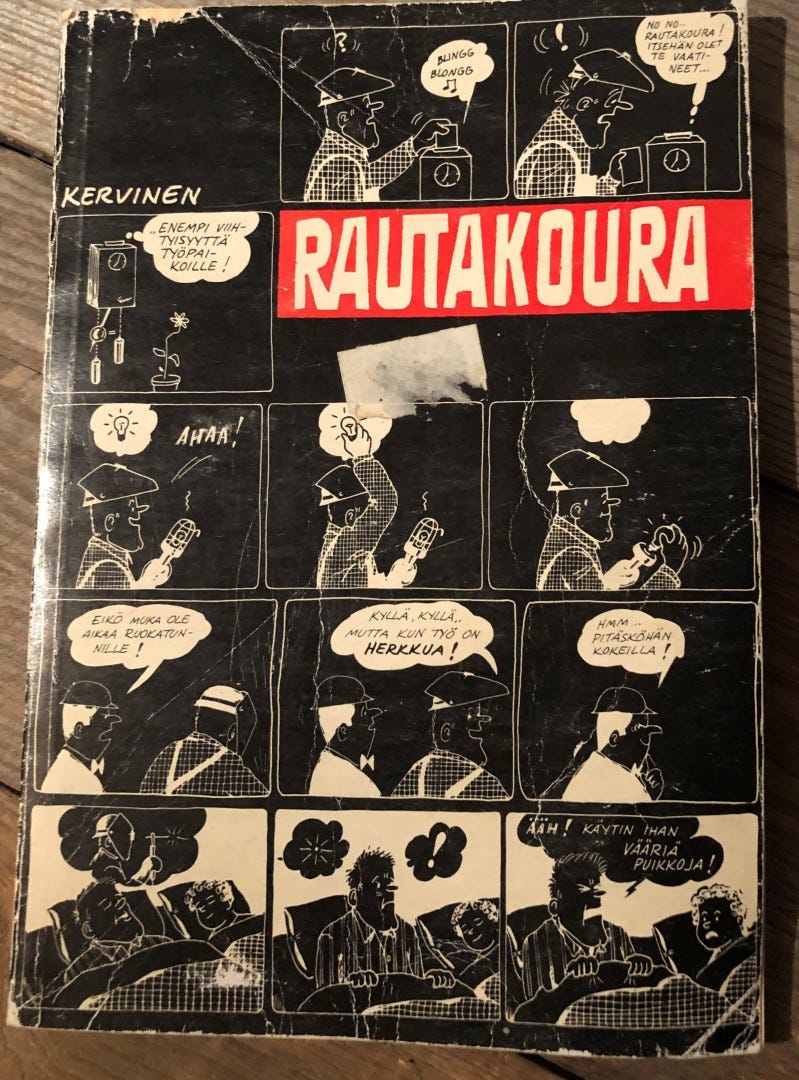 ?
BLINGG
BLONGG
!
NO NO..
RAUTAKOURA!
ITSEHÄN OLET
TE VAATI-
NEET...
KERVINEN
..ENEMPI VIIH-
TYISYYTTÄ
TYÖPAI-
KOILLE!
RAUTAKOURA
AHAA!
EIKÖ MUKA OLE
AIKAA RUOKATUN-
NILLE!
KYLLÄ, KYLLÄ,,
MUTTA KUN TYÖ ON
HERKKUA!
HMM...
PITÄSKÖHÄN
KOKEILLA!
!
ÄÄH! KÄYTIN IHAN
VÄÄRIÄ
PUIKKOJA!